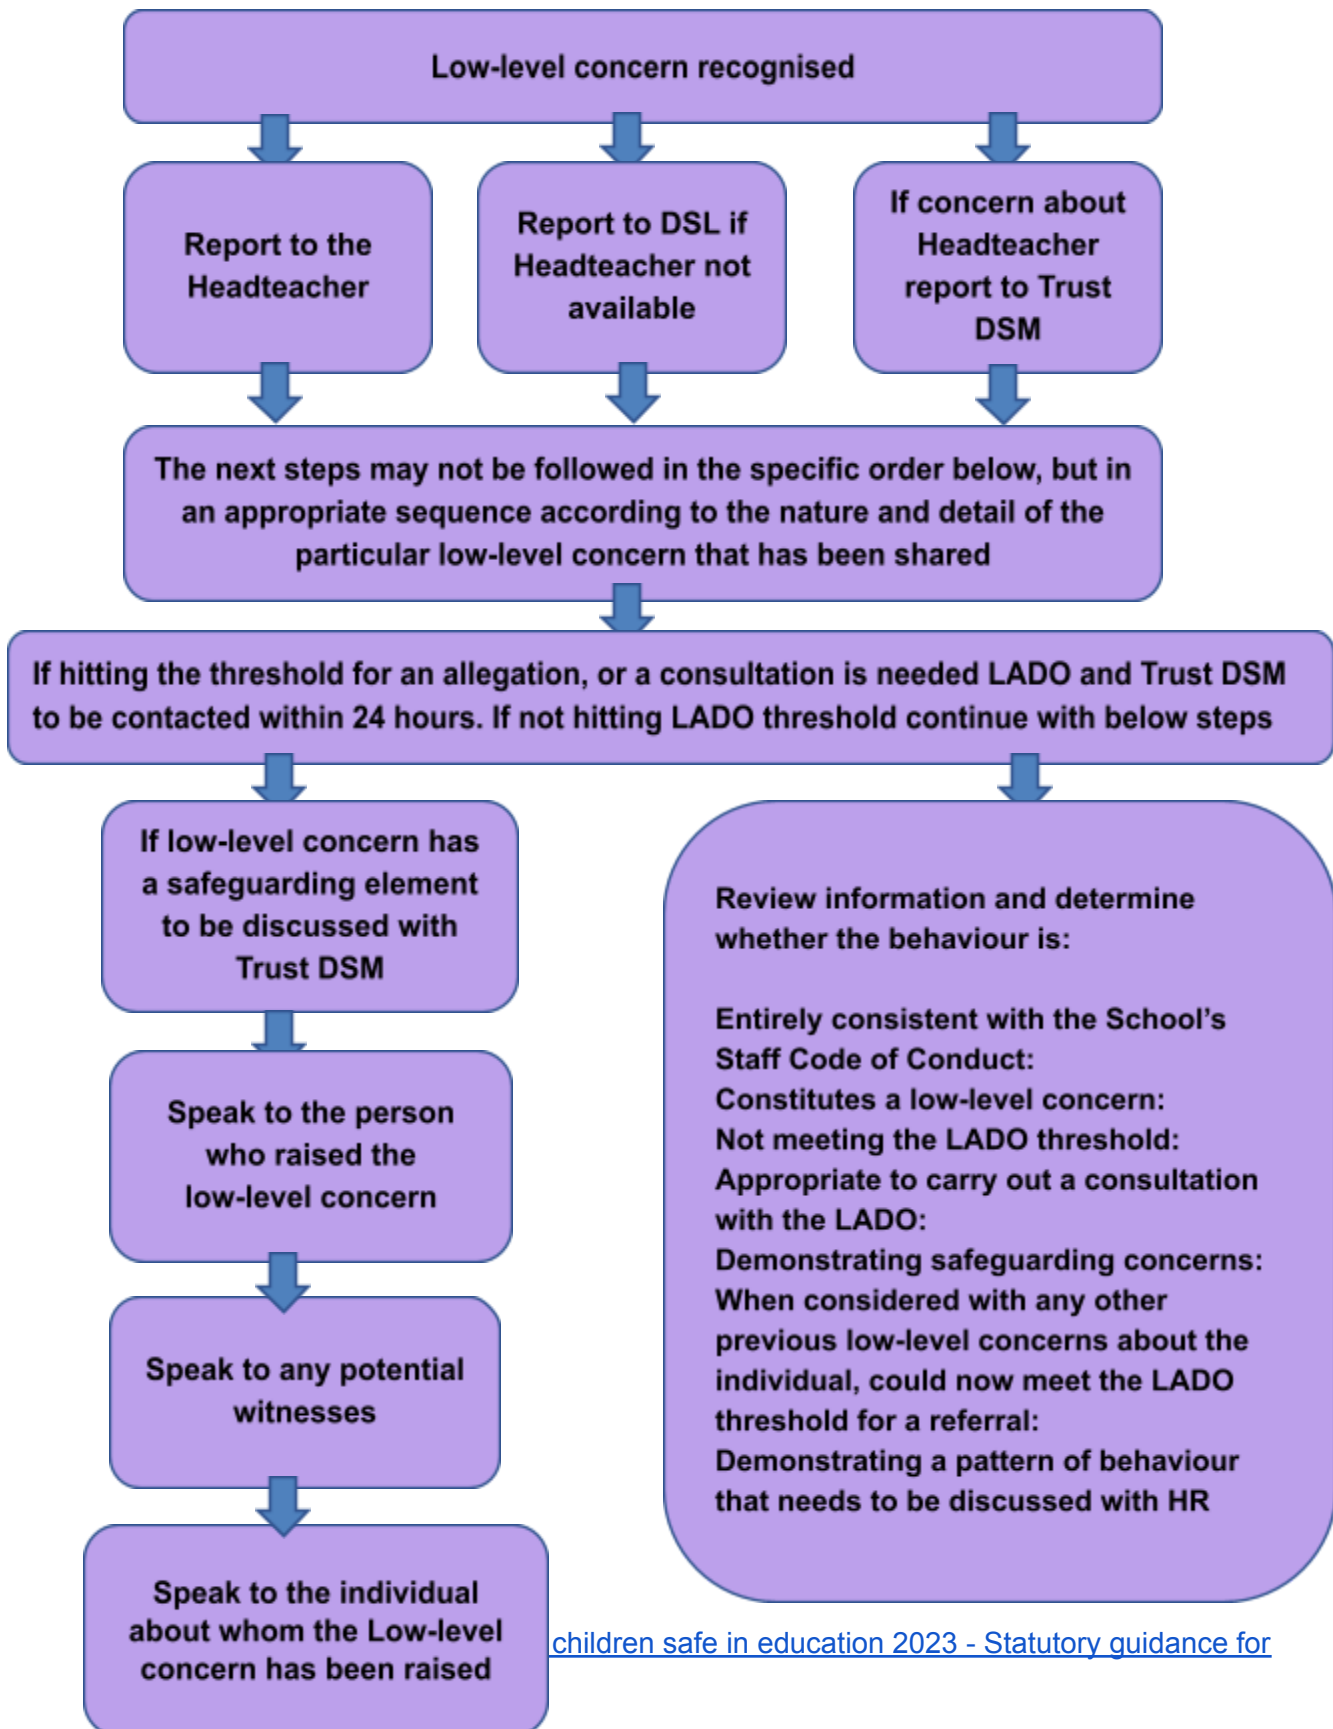 Low-level concern recognised
Report to the
Headteacher
Report to DSL if
Headteacher not
available
If concern about
Headteacher
report to Trust
DSM
The next steps may not be followed in the specific order below, but in
an appropriate sequence according to the nature and detail of the
particular low-level concern that has been shared
If hitting the threshold for an allegation, or a consultation is needed LADO and Trust DSM
to be contacted within 24 hours. If not hitting LADO threshold continue with below steps
If low-level concern has
a safeguarding element
to be discussed with
Trust DSM
Speak to the person
who raised the
low-level concern
Speak to any potential
witnesses
Speak to the individual
about whom the Low-level
concern has been raised
Review information and determine
whether the behaviour is:
Entirely consistent with the School’s
Staff Code of Conduct:
Constitutes a low-level concern:
Not meeting the LADO threshold:
Appropriate to carry out a consultation
with the LADO:
Demonstrating safeguarding concerns:
When considered with any other
previous low-level concerns about the
individual, could now meet the LADO
threshold for a referral:
Demonstrating a pattern of behaviour
that needs to be discussed with HR
children safe in education 2023 - Statutory guidance for